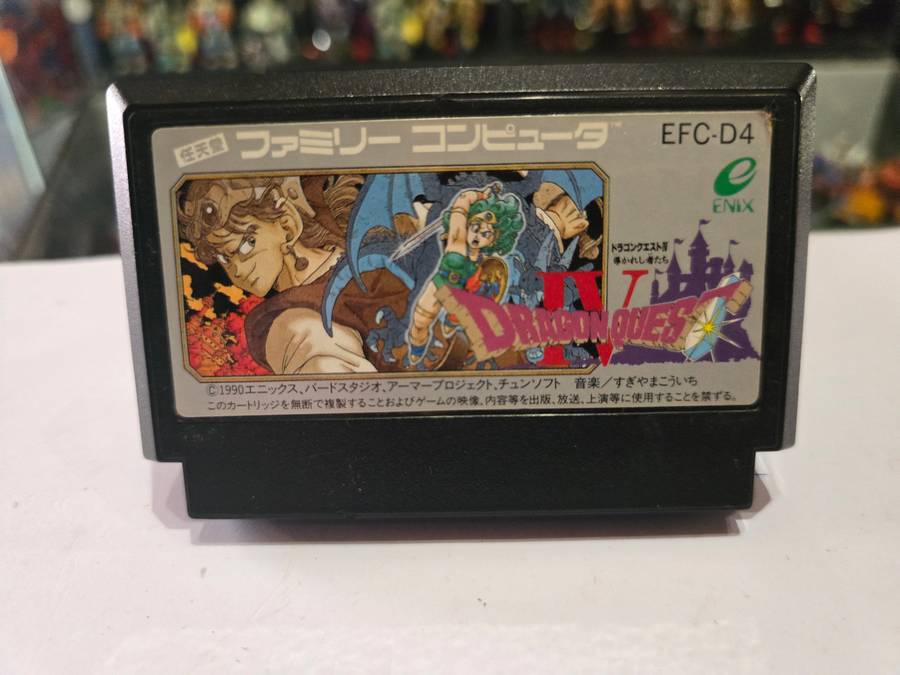 任天堂 ファミリー コンピュータ™ EFC-D4
ENIX
ドラゴンクエストⅣ
導かれし者たち
IV
DRAGON QUEST
©1990エニックス、バードスタジオ、アーマープロジェクト、チュンソフト 音楽/すぎやまこういち
このカートリッジを無断で複製することおよびゲームの映像、内容等を出版、放送、上演等に使用することを禁ずる。